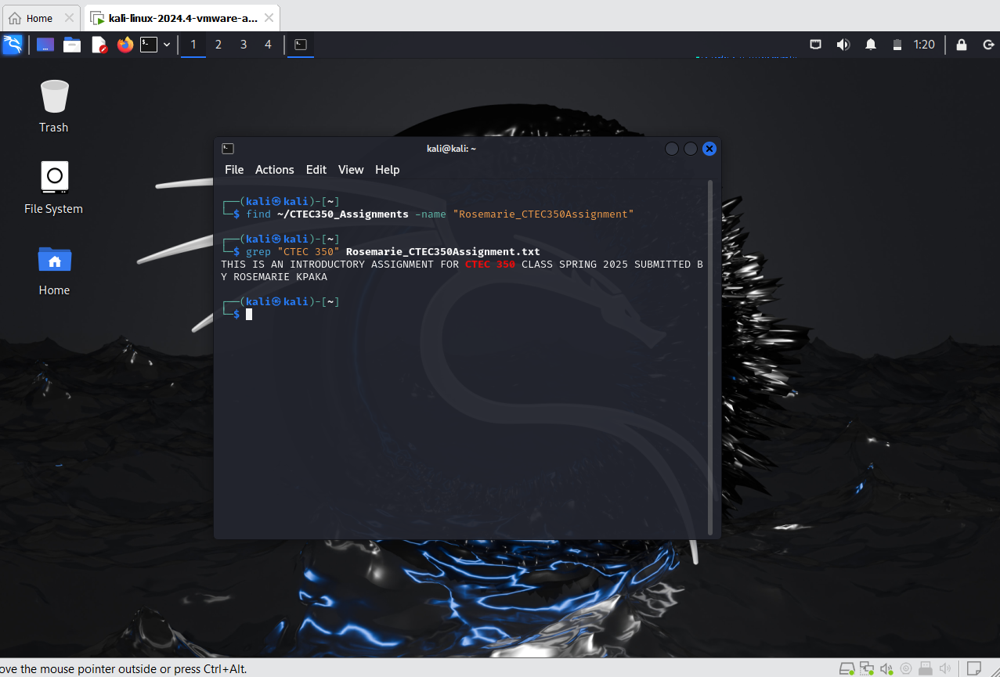 Home
kali-linux-2024.4-vmware-a...
1 2 3 4
1:20
Trash
File System
Home
kali@kali: ~
File Actions Edit View Help
┌──(kali㉿kali)-[~]
└─$ find ~/CTEC350_Assignments -name "Rosemarie_CTEC350Assignment"
┌──(kali㉿kali)-[~]
└─$ grep "CTEC 350" Rosemarie_CTEC350Assignment.txt
THIS IS AN INTRODUCTORY ASSIGNMENT FOR CTEC 350 CLASS SPRING 2025 SUBMITTED B
Y ROSEMARIE KPAKA
┌──(kali㉿kali)-[~]
└─$
ove the mouse pointer outside or press Ctrl+Alt.